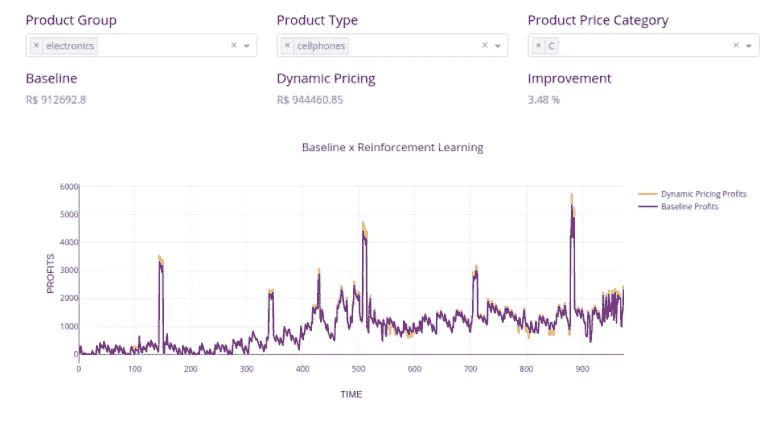 Product Group Product Type Product Price Category
× electronics × × cellphones × × C ×
Baseline Dynamic Pricing Improvement
R$ 912692.8 R$ 944460.85 3.48 %
Baseline x Reinforcement Learning
Dynamic Pricing Profits
Baseline Profits
PROFITS
6000
5000
4000
3000
2000
1000
0
0 100 200 300 400 500 600 700 800 900
TIME